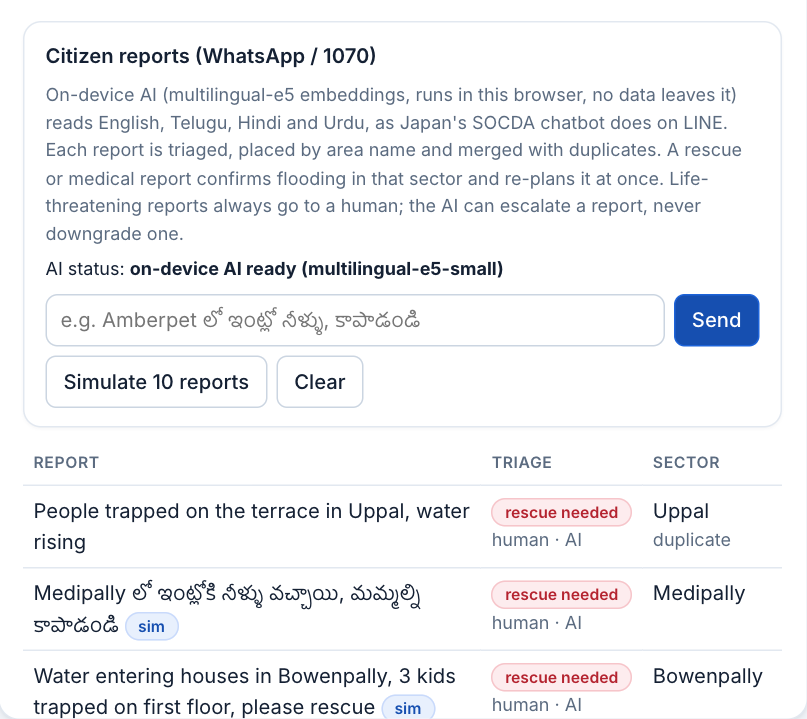 Citizen reports (WhatsApp / 1070)
On-device AI (multilingual-e5 embeddings, runs in this browser, no data leaves it)
reads English, Telugu, Hindi and Urdu, as Japan's SOCDA chatbot does on LINE.
Each report is triaged, placed by area name and merged with duplicates. A rescue
or medical report confirms flooding in that sector and re-plans it at once. Life-
threatening reports always go to a human; the AI can escalate a report, never
downgrade one.
AI status: on-device AI ready (multilingual-e5-small)
e.g. Amberpet లో ఇంట్లో నీళ్ళు, కాపాడండి
Send
Simulate 10 reports
Clear
REPORT TRIAGE SECTOR
People trapped on the terrace in Uppal, water rescue needed Uppal
rising human · AI duplicate
Medipally లో ఇంట్లోకి నీళ్ళు వచ్చాయి, మమ్మల్ని rescue needed Medipally
కాపాడండి sim human · AI
Water entering houses in Bowenpally, 3 kids rescue needed Bowenpally
trapped on first floor, please rescue sim human · AI